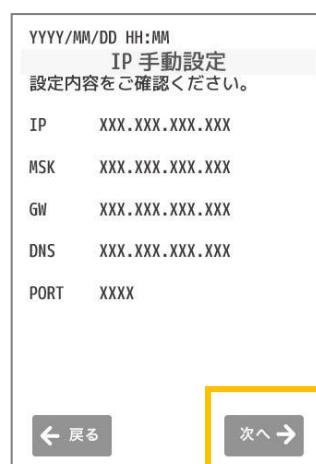 YYYY/MM/DD HH:MM
IP 手動設定
設定内容をご確認ください。
IP XXX.XXX.XXX.XXX
MSK XXX.XXX.XXX.XXX
GW XXX.XXX.XXX.XXX
DNS XXX.XXX.XXX.XXX
PORT XXXX
← 戻る 次へ →